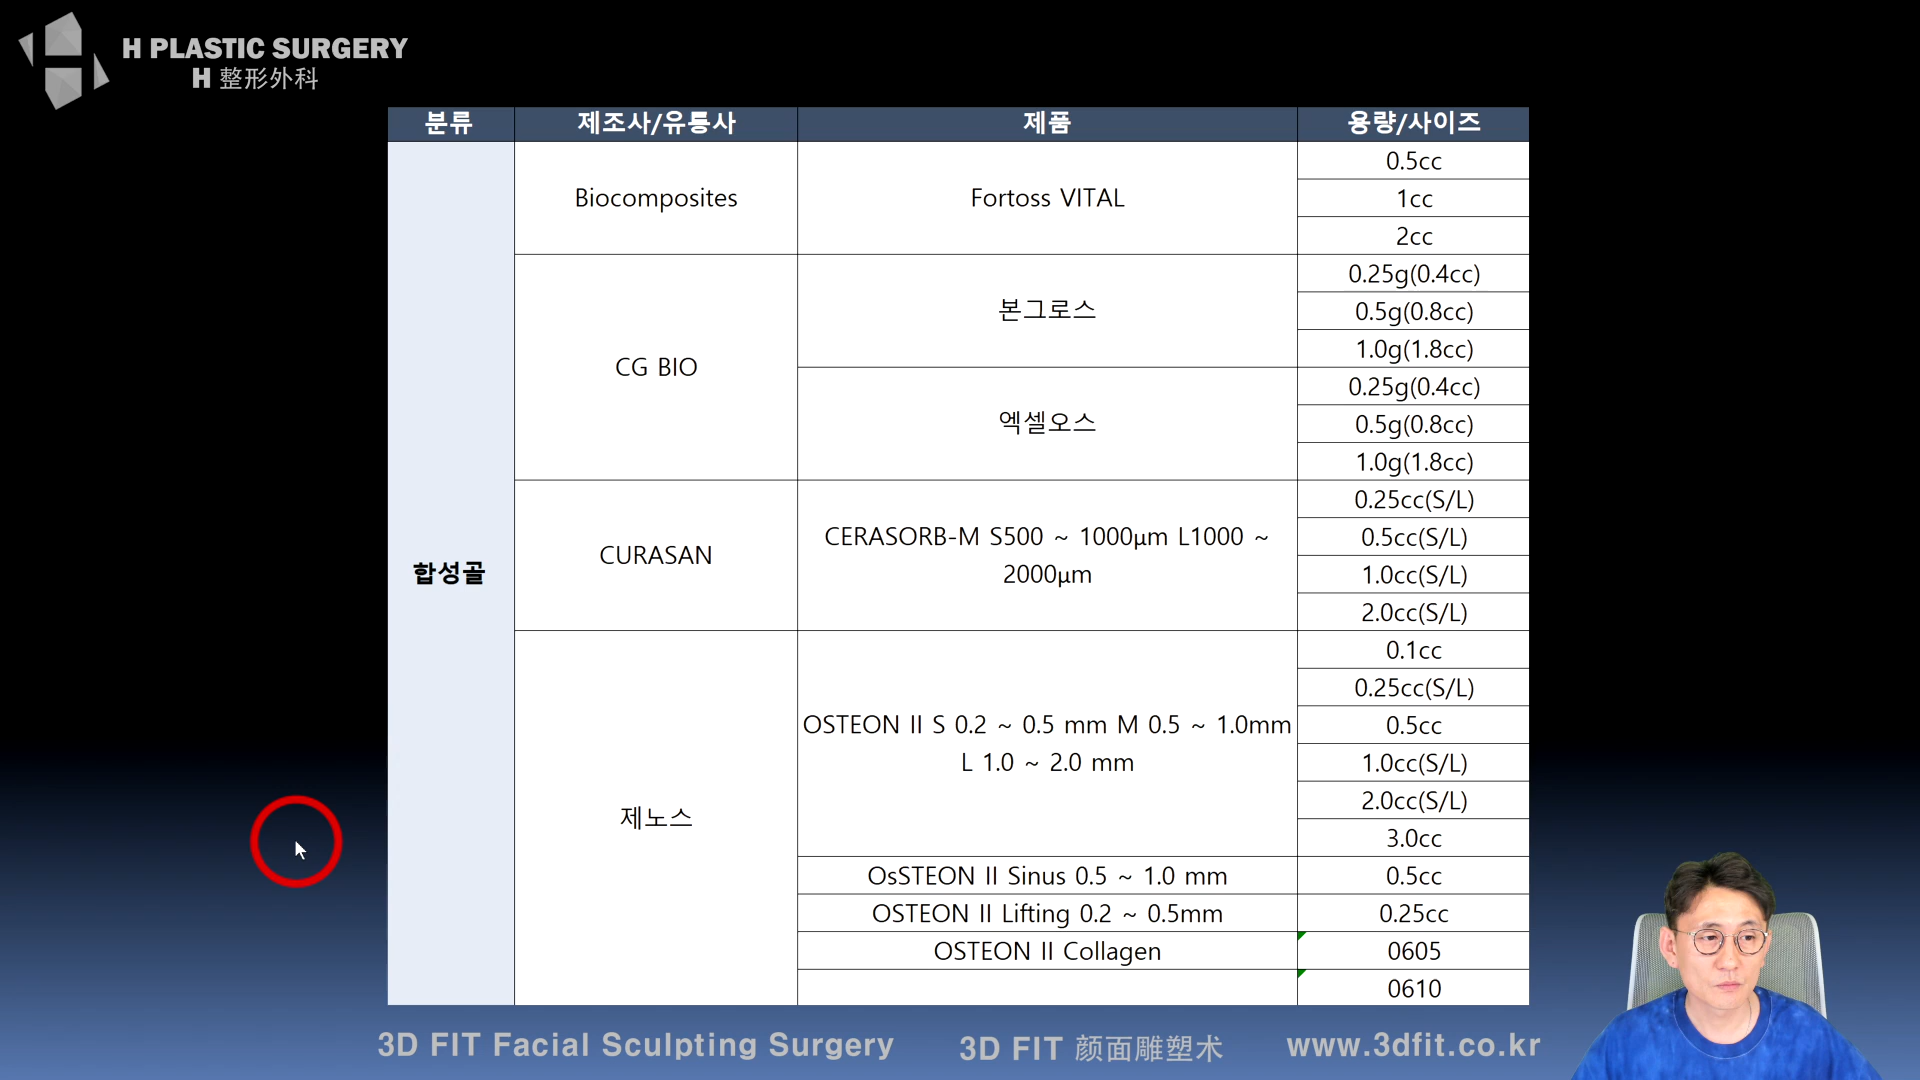 H PLASTIC SURGERY
H 整形外科
분류 제조사/유통사 제품 용량/사이즈
합성골
Biocomposites
Fortoss VITAL
0.5cc
1cc
2cc
CG BIO
본그로스
0.25g(0.4cc)
0.5g(0.8cc)
1.0g(1.8cc)
엑셀오스
0.25g(0.4cc)
0.5g(0.8cc)
1.0g(1.8cc)
CURASAN
CERASORB-M S500 ~ 1000µm L1000 ~
2000µm
0.25cc(S/L)
0.5cc(S/L)
1.0cc(S/L)
2.0cc(S/L)
제노스
OSTEON II S 0.2 ~ 0.5 mm M 0.5 ~ 1.0mm
L 1.0 ~ 2.0 mm
0.1cc
0.25cc(S/L)
0.5cc
1.0cc(S/L)
2.0cc(S/L)
3.0cc
OsSTEON II Sinus 0.5 ~ 1.0 mm 0.5cc
OSTEON II Lifting 0.2 ~ 0.5mm 0.25cc
OSTEON II Collagen 0605
0610
3D FIT Facial Sculpting Surgery 3D FIT 颜面雕塑术 www.3dfit.co.kr